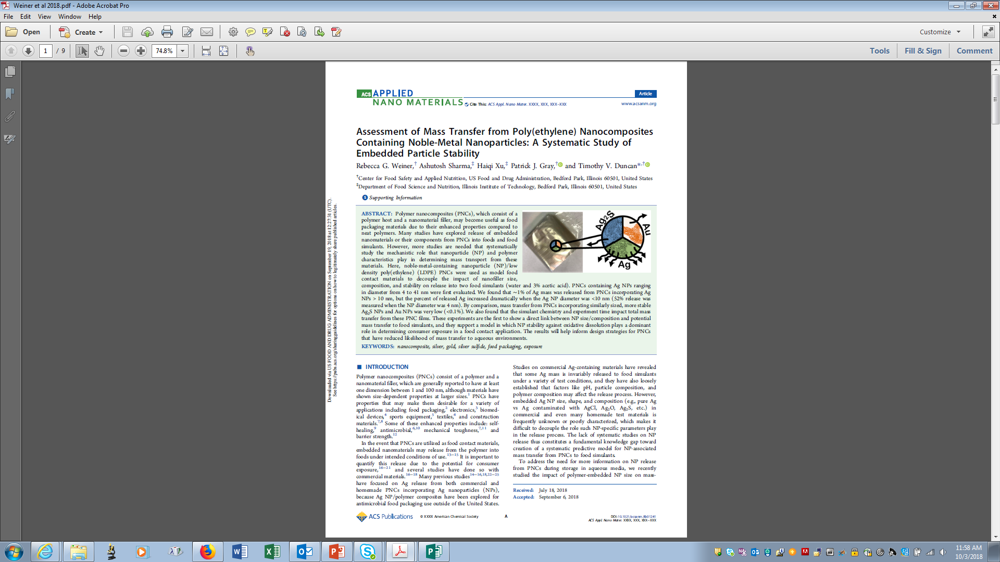 Weiner et al 2018.pdf - Adobe Acrobat Pro
File Edit View Window Help
Open Create Customize
1 / 9 74.8% Tools Fill & Sign Comment
ACS APPLIED
NANO MATERIALS
Article
Cite This: ACS Appl. Nano Mater. XXXX, XXX, XXX−XXX
www.acsanm.org
Assessment of Mass Transfer from Poly(ethylene) Nanocomposites
Containing Noble-Metal Nanoparticles: A Systematic Study of
Embedded Particle Stability
Rebecca G. Weiner,† Ashutosh Sharma,‡ Haiqi Xu,‡ Patrick J. Gray,† and Timothy V. Duncan*,†
†Center for Food Safety and Applied Nutrition, US Food and Drug Administration, Bedford Park, Illinois 60501, United States
‡Department of Food Science and Nutrition, Illinois Institute of Technology, Bedford Park, Illinois 60501, United States
S Supporting Information
ABSTRACT: Polymer nanocomposites (PNCs), which consist of a
polymer host and a nanomaterial filler, may become useful as food
packaging materials due to their enhanced properties compared to
neat polymers. Many studies have explored release of embedded
nanomaterials or their components from PNCs into foods and food
simulants. However, more studies are needed that systematically
study the mechanistic role that nanoparticle (NP) and polymer
characteristics play in determining mass transport from these
materials. Here, noble-metal-containing nanoparticle (NP)/low
density poly(ethylene) (LDPE) PNCs were used as model food
contact materials to decouple the impact of nanofiller size,
composition, and stability on release into two food simulants (water and 3% acetic acid). PNCs containing Ag NPs ranging
in diameter from 4 to 41 nm were first evaluated. We found that ~1% of Ag mass was released from PNCs incorporating Ag
NPs > 10 nm, but the percent of released Ag increased dramatically when the Ag NP diameter was <10 nm (52% release was
measured when the NP diameter was 4 nm). By comparison, mass transfer from PNCs incorporating similarly sized, more stable
Ag₂S NPs and Au NPs was very low (<0.1%). We also found that the simulant chemistry and experiment time impact total mass
transfer from these PNC films. These experiments are the first to show a direct link between NP size/composition and potential
mass transfer to food simulants, and they support a model in which NP stability against oxidative dissolution plays a dominant
role in determining consumer exposure in a food contact application. The results will help inform design strategies for PNCs
that have reduced likelihood of mass transfer to aqueous environments.
Ag₂S
Au
Ag
KEYWORDS: nanocomposite, silver, gold, silver sulfide, food packaging, exposure
INTRODUCTION
Polymer nanocomposites (PNCs) consist of a polymer and a
nanomaterial filler, which are generally reported to have at least
one dimension between 1 and 100 nm, although materials have
shown size-dependent properties at larger sizes.¹ PNCs have
properties that may make them desirable for a variety of
applications including food packaging,² electronics,³ biomed-
ical devices,⁴ sports equipment,⁵ textiles,⁶ and construction
materials.⁷,⁸ Some of these enhanced properties include: self-
healing,⁹ antimicrobial,⁶,¹⁰ mechanical toughness,⁷,¹¹ and
barrier strength.¹²
In the event that PNCs are utilized as food contact materials,
embedded nanomaterials may release from the polymer into
foods under intended conditions of use.¹³−¹⁵ It is important to
quantify this release due to the potential for consumer
exposure,¹⁶−²¹ and several studies have done so with
commercial materials.¹⁶−¹⁸ Many previous studies¹⁴−¹⁶,¹⁸,²²−²⁵
have focused on Ag release from both commercial and
homemade PNCs incorporating Ag nanoparticles (NPs),
because Ag NP/polymer composites have been explored for
antimicrobial food packaging use outside of the United States.
Studies on commercial Ag-containing materials have revealed
that some Ag mass is invariably released to food simulants
under a variety of test conditions, and they have also loosely
established that factors like pH, particle composition, and
polymer composition may affect the release process. However,
embedded Ag NP size, shape, and composition (e.g., pure Ag
vs Ag contaminated with AgCl, Ag₂O, Ag₂S, etc.) in
commercial and even many homemade test materials is
frequently unknown or poorly characterized, which makes it
difficult to decouple the role such NP-specific parameters play
in the release process. The lack of systematic studies on NP
release thus constitutes a fundamental knowledge gap toward
creation of a systematic predictive model for NP-associated
mass transfer from PNCs to food simulants.
To address the need for more information on NP release
from PNCs during storage in aqueous media, we recently
studied the impact of polymer-embedded NP size on mass-
Received: July 18, 2018
Accepted: September 6, 2018
ACS Publications © XXXX American Chemical Society
A
DOI: 10.1021/acsanm.8b01241
ACS Appl. Nano Mater. XXXX, XXX, XXX−XXX
Downloaded via US FOOD AND DRUG ADMINISTRATION on September 19, 2018 at 12:27:31 (UTC).
See https://pubs.acs.org/sharingguidelines for options on how to legitimately share published articles.
11:58 AM
10/3/2018